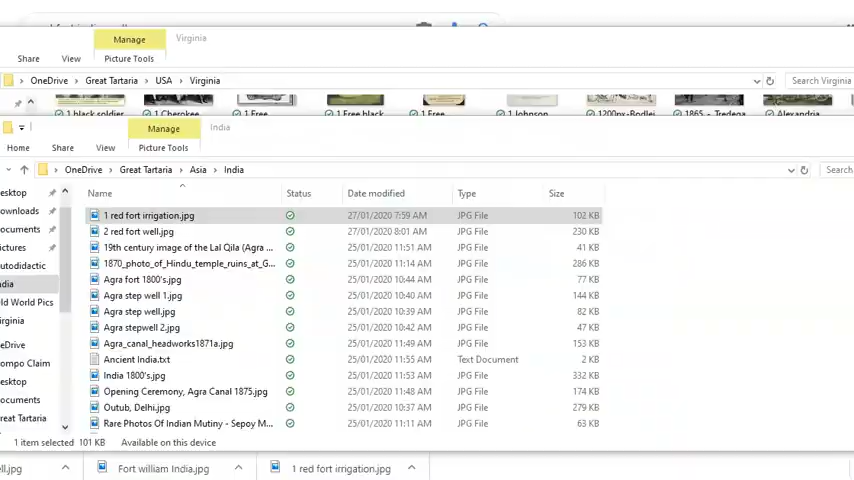 Manage Virginia
Share View Picture Tools
OneDrive > Great Tartaria > USA > Virginia Search Virginia
1 black soldier 1 Cherokee 1 Free 1 Free black 1 Free 1 Johnson 1200px-Bodlei 1865 - Tredega Alexandria
Manage India
Home Share View Picture Tools
OneDrive > Great Tartaria > Asia > India Search
Name Status Date modified Type Size
1 red fort irrigation.jpg 27/01/2020 7:59 AM JPG File 102 KB
2 red fort well.jpg 27/01/2020 8:01 AM JPG File 230 KB
19th century image of the Lal Qila (Agra ... 25/01/2020 11:51 AM JPG File 41 KB
1870_photo_of_Hindu_temple_ruins_at_G... 25/01/2020 11:14 AM JPG File 286 KB
Agra fort 1800's.jpg 25/01/2020 10:44 AM JPG File 77 KB
Agra step well 1.jpg 25/01/2020 10:40 AM JPG File 144 KB
Agra step well.jpg 25/01/2020 10:39 AM JPG File 82 KB
Agra stepwell 2.jpg 25/01/2020 10:42 AM JPG File 47 KB
Agra_canal_headworks1871a.jpg 25/01/2020 11:49 AM JPG File 153 KB
Ancient India.txt 25/01/2020 11:55 AM Text Document 2 KB
India 1800's.jpg 25/01/2020 11:53 AM JPG File 332 KB
Opening Ceremony, Agra Canal 1875.jpg 25/01/2020 11:48 AM JPG File 174 KB
Outub, Delhi.jpg 25/01/2020 10:37 AM JPG File 279 KB
Rare Photos Of Indian Mutiny - Sepoy M... 25/01/2020 11:11 AM JPG File 63 KB
esktop
ownloads
ocuments
ictures
utodidactic
ndia
ld World Pics
irginia
eDrive
ompo Claim
esktop
ocuments
reat Tartaria
1 item selected 101 KB Available on this device
ell.jpg Fort william India.jpg 1 red fort irrigation.jpg